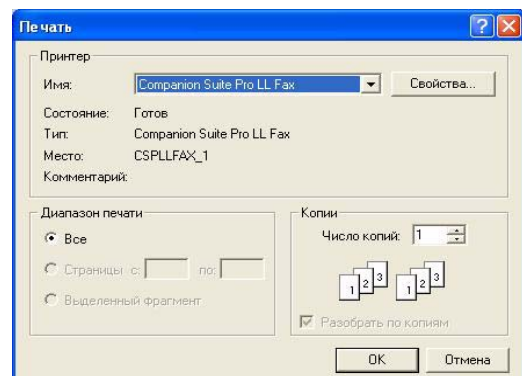 Печать
Принтер
Имя: Companion Suite Pro LL Fax Свойства...
Состояние: Готов
Тип: Companion Suite Pro LL Fax
Место: CSPLLFAX_1
Комментарий:
Диапазон печати
Все
Страницы с: по:
Выделенный фрагмент
Копии
Число копий: 1
1 2 3 1 2 3
Разобрать по копиям
OK Отмена